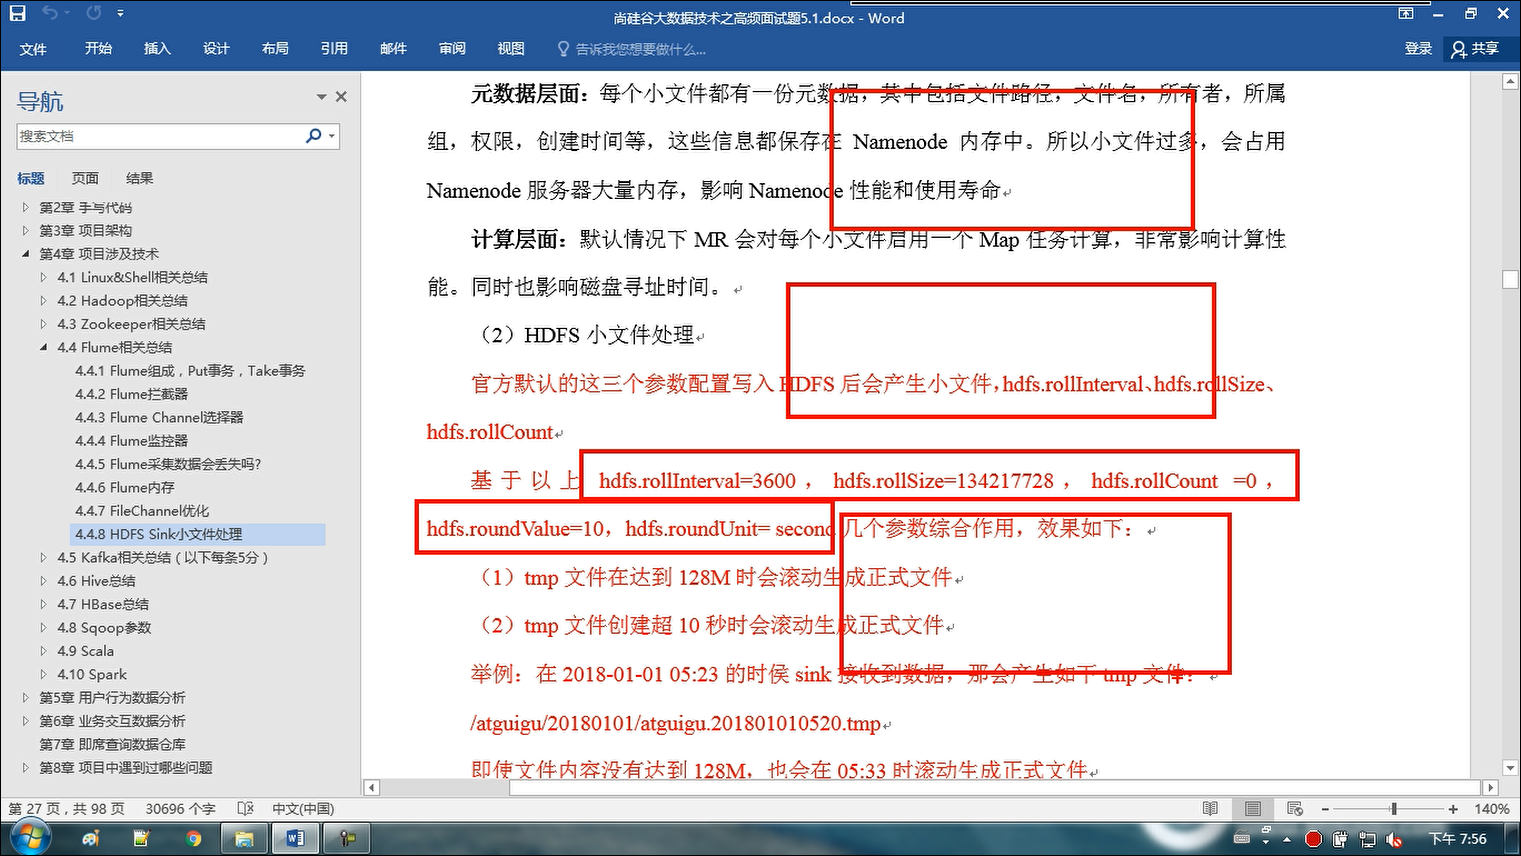 尚硅谷大数据技术之高频面试题5.1.docx - Word
文件 开始 插入 设计 布局 引用 邮件 审阅 视图 告诉我您想要做什么... 登录 共享
导航
搜索文档
标题 页面 结果
第2章 手写代码
第3章 项目架构
第4章 项目涉及技术
4.1 Linux&Shell相关总结
4.2 Hadoop相关总结
4.3 Zookeeper相关总结
4.4 Flume相关总结
4.4.1 Flume组成，Put事务，Take事务
4.4.2 Flume拦截器
4.4.3 Flume Channel选择器
4.4.4 Flume监控器
4.4.5 Flume采集数据会丢失吗?
4.4.6 Flume内存
4.4.7 FileChannel优化
4.4.8 HDFS Sink小文件处理
4.5 Kafka相关总结（以下每条5分）
4.6 Hive总结
4.7 HBase总结
4.8 Sqoop参数
4.9 Scala
4.10 Spark
第5章 用户行为数据分析
第6章 业务交互数据分析
第7章 即席查询数据仓库
第8章 项目中遇到过哪些问题
元数据层面：每个小文件都有一份元数据，其中包括文件路径，文件名，所有者，所属
组，权限，创建时间等，这些信息都保存在 Namenode 内存中。所以小文件过多，会占用
Namenode 服务器大量内存，影响 Namenode 性能和使用寿命
计算层面：默认情况下 MR 会对每个小文件启用一个 Map 任务计算，非常影响计算性
能。同时也影响磁盘寻址时间。
（2）HDFS 小文件处理
官方默认的这三个参数配置写入 HDFS 后会产生小文件，hdfs.rollInterval、hdfs.rollSize、
hdfs.rollCount
基于以上 hdfs.rollInterval=3600， hdfs.rollSize=134217728， hdfs.rollCount =0，
hdfs.roundValue=10，hdfs.roundUnit= second 几个参数综合作用，效果如下：
（1）tmp 文件在达到 128M 时会滚动生成正式文件
（2）tmp 文件创建超 10 秒时会滚动生成正式文件
举例：在 2018-01-01 05:23 的时侯 sink 接收到数据，那会产生如下 tmp 文件：
/atguigu/20180101/atguigu.201801010520.tmp
即使文件内容没有达到 128M，也会在 05:33 时滚动生成正式文件
第 27 页，共 98 页 30696 个字 中文(中国) 140%
下午 7:56